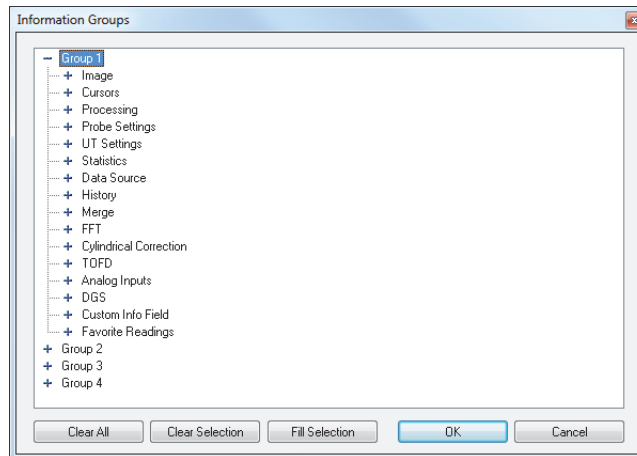 Information Groups
Group 1
Image
Cursors
Processing
Probe Settings
UT Settings
Statistics
Data Source
History
Merge
FFT
Cylindrical Correction
TOFD
Analog Inputs
DGS
Custom Info Field
Favorite Readings
Group 2
Group 3
Group 4
Clear All Clear Selection Fill Selection OK Cancel